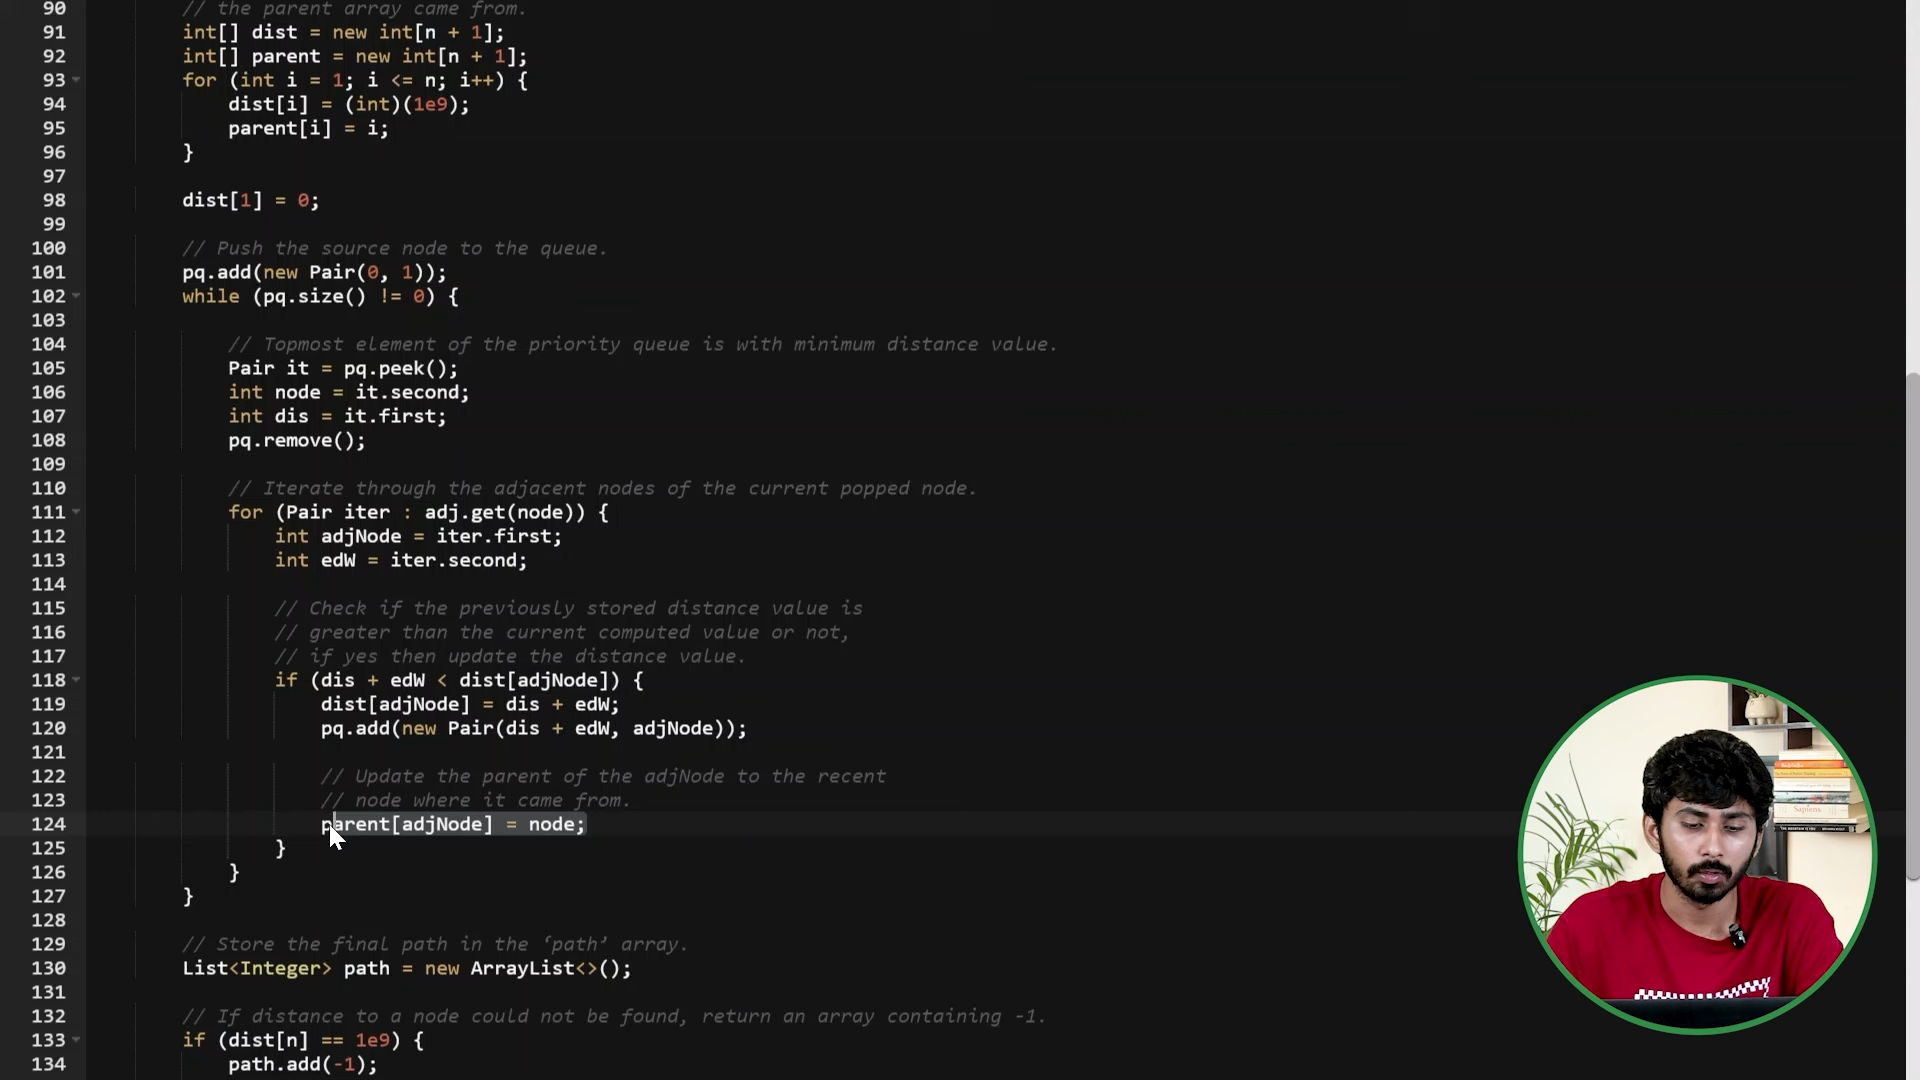 90 // the parent array came from.
91 int[] dist = new int[n + 1];
92 int[] parent = new int[n + 1];
93 for (int i = 1; i <= n; i++) {
94 dist[i] = (int)(1e9);
95 parent[i] = i;
96 }
97
98 dist[1] = 0;
99
100 // Push the source node to the queue.
101 pq.add(new Pair(0, 1));
102 while (pq.size() != 0) {
103
104 // Topmost element of the priority queue is with minimum distance value.
105 Pair it = pq.peek();
106 int node = it.second;
107 int dis = it.first;
108 pq.remove();
109
110 // Iterate through the adjacent nodes of the current popped node.
111 for (Pair iter : adj.get(node)) {
112 int adjNode = iter.first;
113 int edW = iter.second;
114
115 // Check if the previously stored distance value is
116 // greater than the current computed value or not,
117 // if yes then update the distance value.
118 if (dis + edW < dist[adjNode]) {
119 dist[adjNode] = dis + edW;
120 pq.add(new Pair(dis + edW, adjNode));
121
122 // Update the parent of the adjNode to the recent
123 // node where it came from.
124 parent[adjNode] = node;
125 }
126 }
127 }
128
129 // Store the final path in the ‘path’ array.
130 List<Integer> path = new ArrayList<>();
131
132 // If distance to a node could not be found, return an array containing -1.
133 if (dist[n] == 1e9) {
134 path.add(-1);
Sapiens